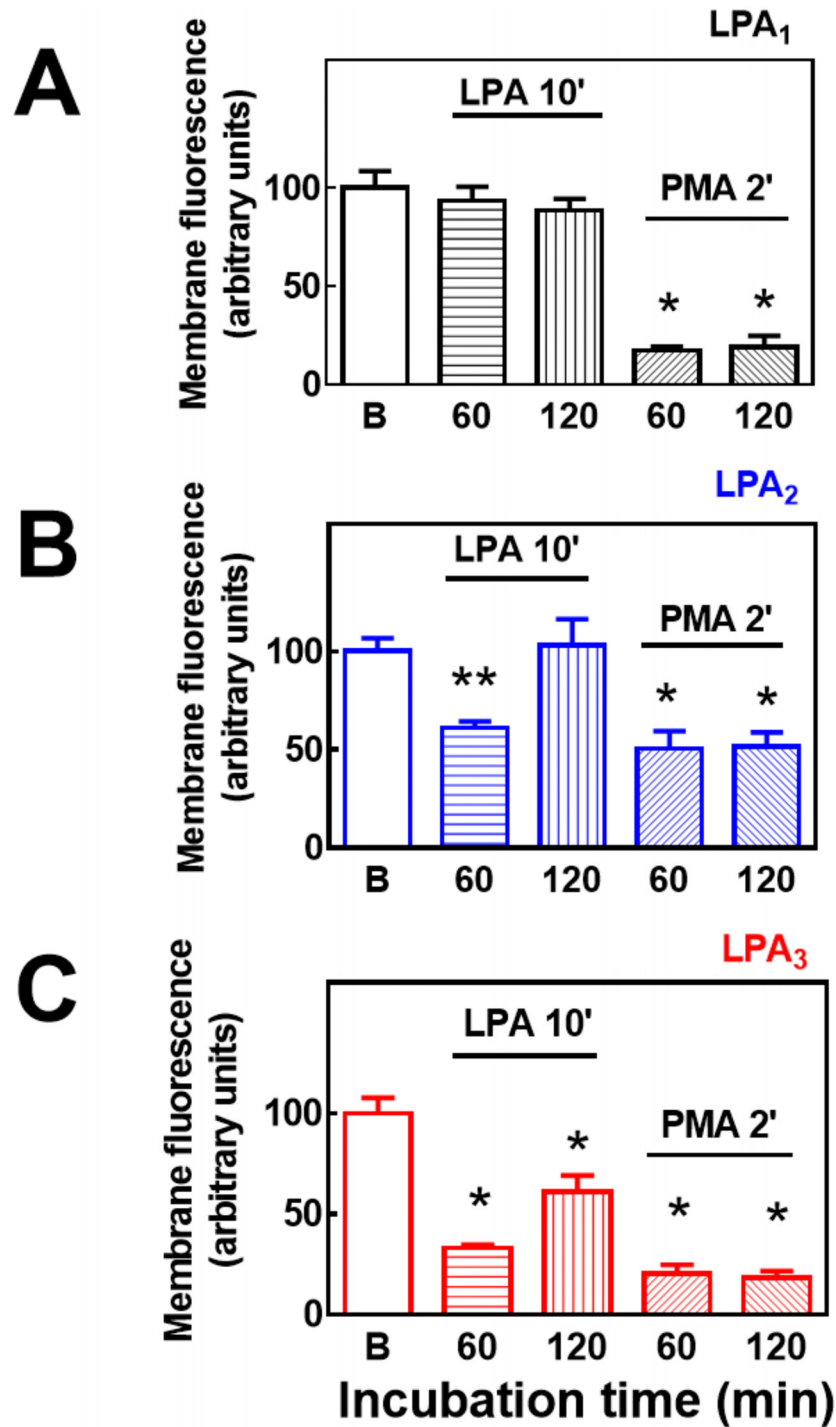 A
LPA₁
Membrane fluorescence
(arbitrary units)
LPA 10'
PMA 2'
100
50
0
*
*
B
60
120
60
120
B
LPA₂
Membrane fluorescence
(arbitrary units)
LPA 10'
PMA 2'
100
50
0
**
*
*
B
60
120
60
120
C
LPA₃
Membrane fluorescence
(arbitrary units)
LPA 10'
PMA 2'
100
50
0
*
*
*
*
B
60
120
60
120
Incubation time (min)